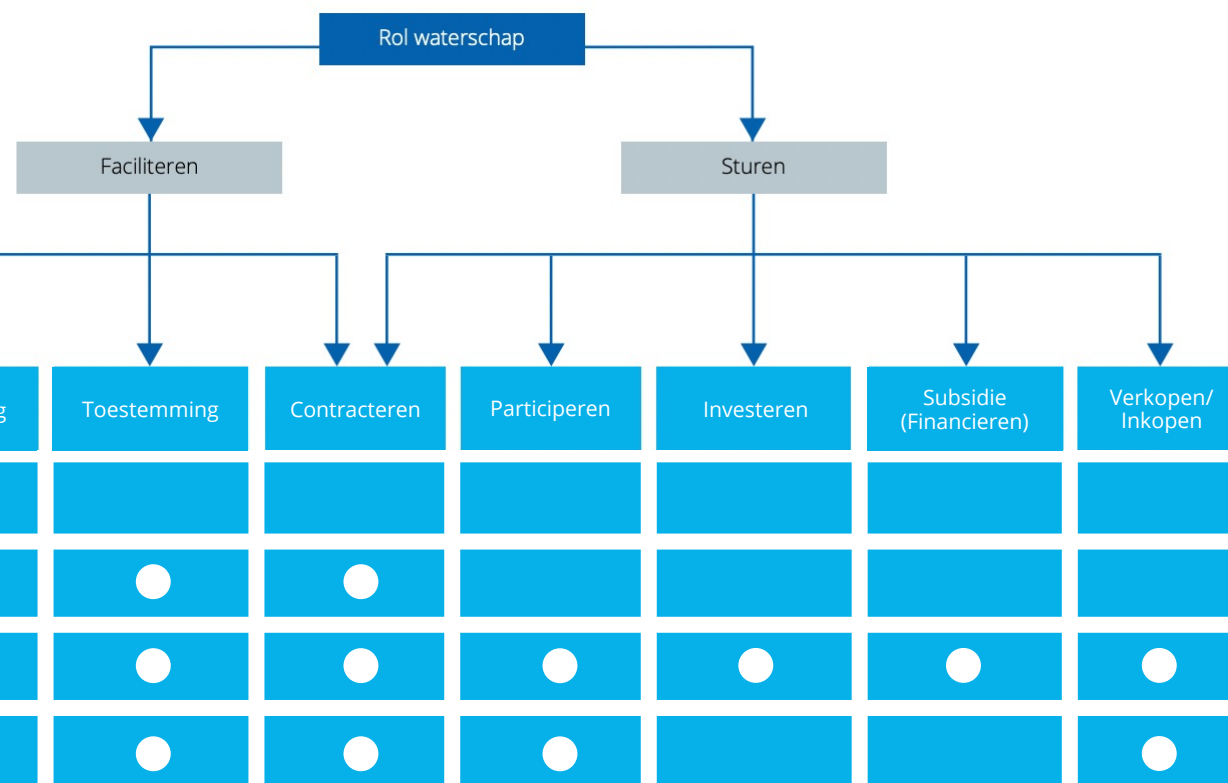 Rol waterschap
Faciliteren
Sturen
Toestemming
Contracteren
Participeren
Investeren
Subsidie
(Financieren)
Verkopen/
Inkopen